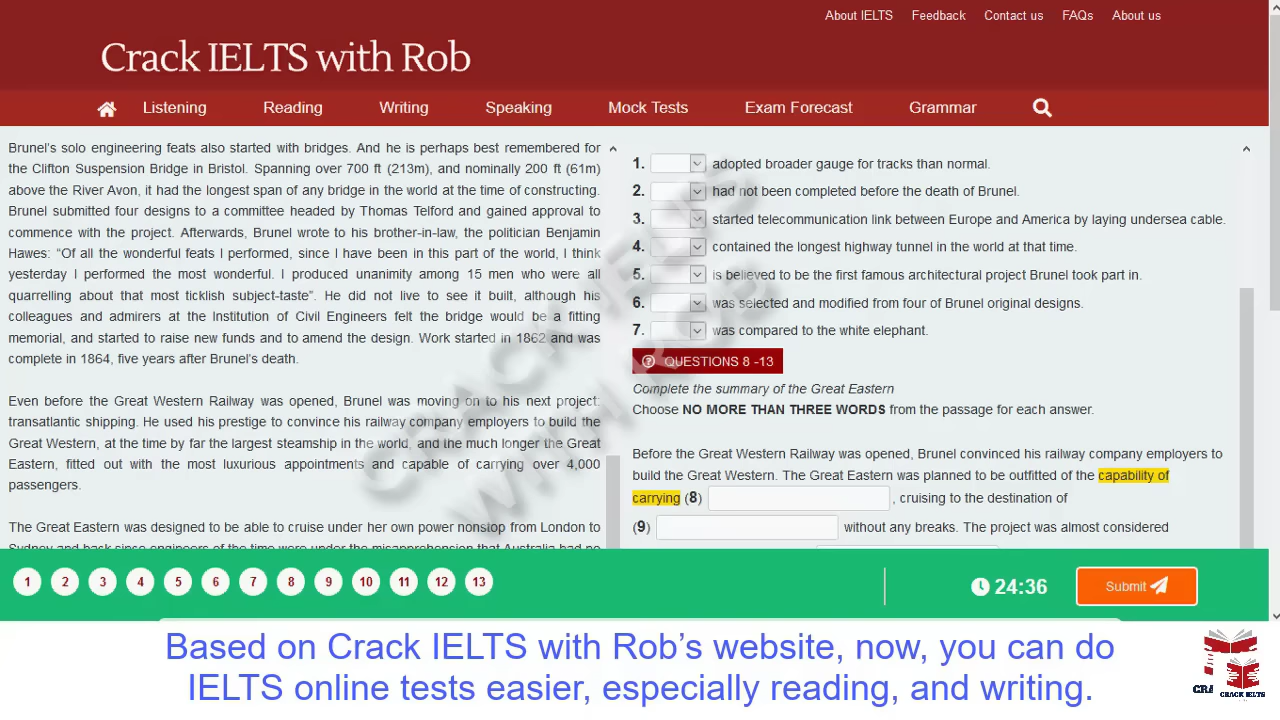 About IELTS Feedback Contact us FAQs About us
Crack IELTS with Rob
Listening Reading Writing Speaking Mock Tests Exam Forecast Grammar
Brunel's solo engineering feats also started with bridges. And he is perhaps best remembered for
the Clifton Suspension Bridge in Bristol. Spanning over 700 ft (213m), and nominally 200 ft (61m)
above the River Avon, it had the longest span of any bridge in the world at the time of constructing.
Brunel submitted four designs to a committee headed by Thomas Telford and gained approval to
commence with the project. Afterwards, Brunel wrote to his brother-in-law, the politician Benjamin
Hawes: “Of all the wonderful feats I performed, since I have been in this part of the world, I think
yesterday I performed the most wonderful. I produced unanimity among 15 men who were all
quarrelling about that most ticklish subject-taste”. He did not live to see it built, although his
colleagues and admirers at the Institution of Civil Engineers felt the bridge would be a fitting
memorial, and started to raise new funds and to amend the design. Work started in 1862 and was
complete in 1864, five years after Brunel's death.
Even before the Great Western Railway was opened, Brunel was moving on to his next project:
transatlantic shipping. He used his prestige to convince his railway company employers to build the
Great Western, at the time by far the largest steamship in the world, and the much longer the Great
Eastern, fitted out with the most luxurious appointments and capable of carrying over 4,000
passengers.
The Great Eastern was designed to be able to cruise under her own power nonstop from London to
Sydney and back since engineers of the time were under the misapprehension that Australia had no
1. adopted broader gauge for tracks than normal.
2. had not been completed before the death of Brunel.
3. started telecommunication link between Europe and America by laying undersea cable.
4. contained the longest highway tunnel in the world at that time.
5. is believed to be the first famous architectural project Brunel took part in.
6. was selected and modified from four of Brunel original designs.
7. was compared to the white elephant.
QUESTIONS 8 -13
Complete the summary of the Great Eastern
Choose NO MORE THAN THREE WORDS from the passage for each answer.
Before the Great Western Railway was opened, Brunel convinced his railway company employers to
build the Great Western. The Great Eastern was planned to be outfitted of the capability of
carrying (8) , cruising to the destination of
(9) without any breaks. The project was almost considered
CRACK IELTS
WITH ROB
1 2 3 4 5 6 7 8 9 10 11 12 13
24:36
Submit
Based on Crack IELTS with Rob's website, now, you can do
IELTS online tests easier, especially reading, and writing.
CRACK IELTS